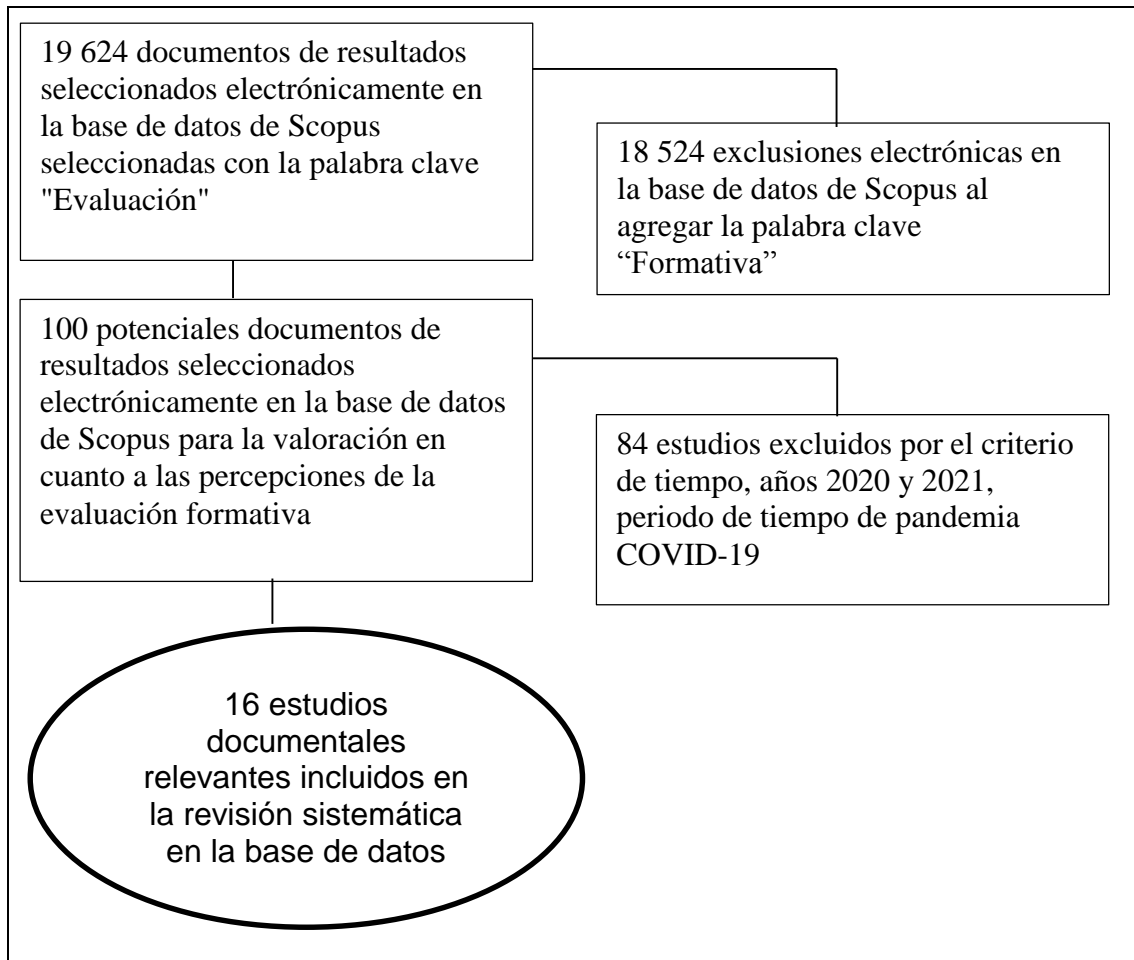 19 624 documentos de resultados
seleccionados electrónicamente en
la base de datos de Scopus
seleccionadas con la palabra clave
"Evaluación"
18 524 exclusiones electrónicas en
la base de datos de Scopus al
agregar la palabra clave
“Formativa”
100 potenciales documentos de
resultados seleccionados
electrónicamente en la base de datos
de Scopus para la valoración en
cuanto a las percepciones de la
evaluación formativa
84 estudios excluidos por el criterio
de tiempo, años 2020 y 2021,
periodo de tiempo de pandemia
COVID-19
16 estudios
documentales
relevantes incluidos en
la revisión sistemática
en la base de datos